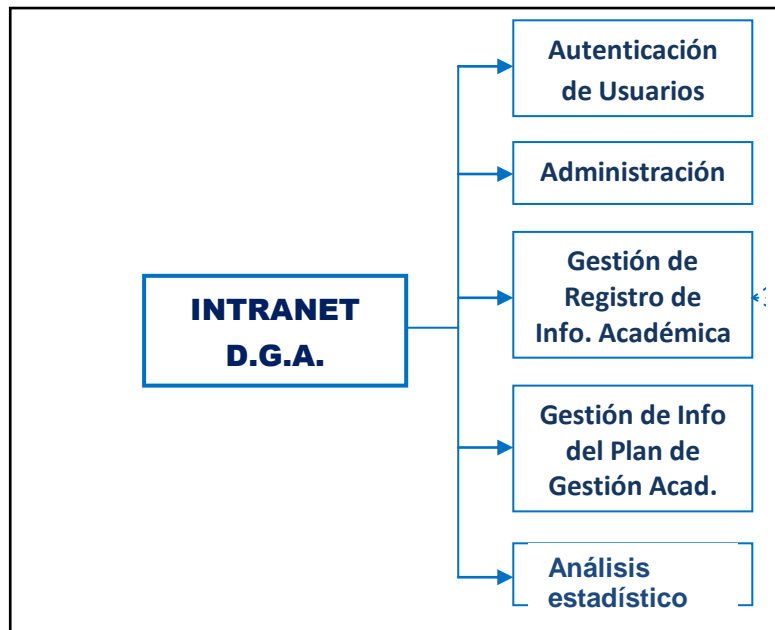 Autenticación
de Usuarios
Administración
Gestión de
Registro de
Info. Académica
INTRANET
D.G.A.
Gestión de Info
del Plan de
Gestión Acad.
Análisis
estadístico